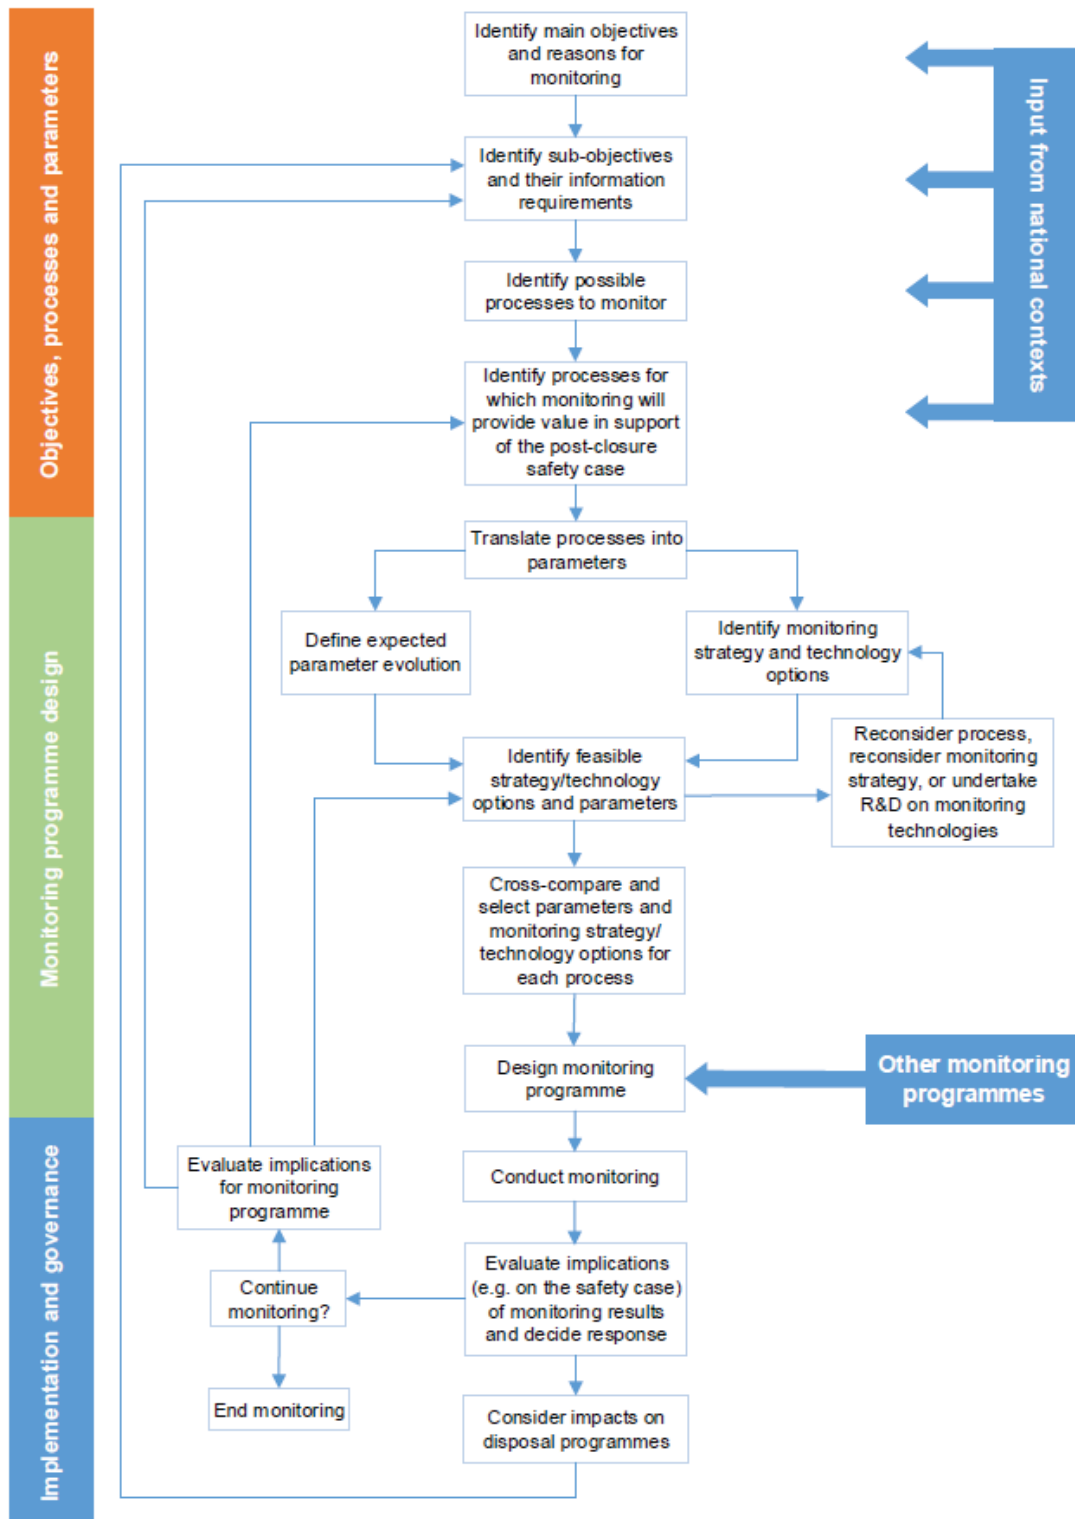 Objectives, processes and parameters
Identify main objectives
and reasons for
monitoring
Input from national contexts
Identify sub-objectives
and their information
requirements
Identify possible
processes to monitor
Identify processes for
which monitoring will
provide value in support
of the post-closure
safety case
Monitoring programme design
Translate processes into
parameters
Define expected
parameter evolution
Identify monitoring
strategy and technology
options
Identify feasible
strategy/technology
options and parameters
Reconsider process,
reconsider monitoring
strategy, or undertake
R&D on monitoring
technologies
Cross-compare and
select parameters and
monitoring strategy/
technology options for
each process
Design monitoring
programme
Other monitoring
programmes
Implementation and governance
Conduct monitoring
Evaluate implications
for monitoring
programme
Evaluate implications
(e.g. on the safety case)
of monitoring results
and decide response
Continue
monitoring?
End monitoring
Consider impacts on
disposal programmes